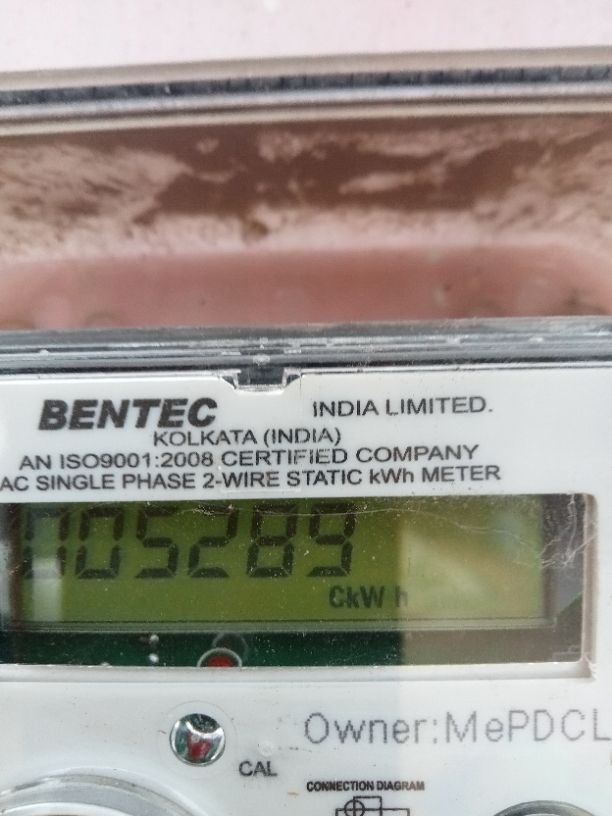 BENTEC INDIA LIMITED.
KOLKATA (INDIA)
AN ISO9001:2008 CERTIFIED COMPANY
AC SINGLE PHASE 2-WIRE STATIC kWh METER
005289
CkW h
Owner:MePDCL
CAL
CONNECTION DIAGRAM